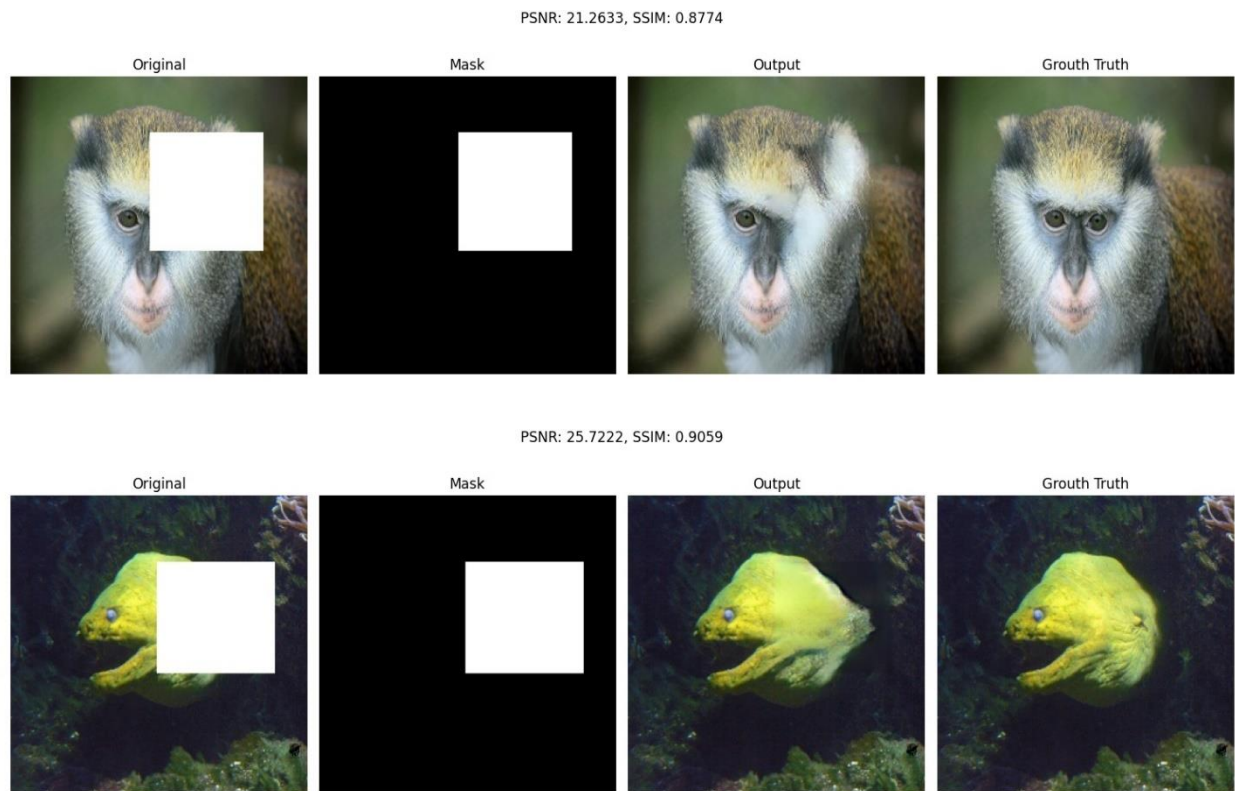 PSNR: 21.2633, SSIM: 0.8774
Original Mask Output Grouth Truth
PSNR: 25.7222, SSIM: 0.9059
Original Mask Output Grouth Truth